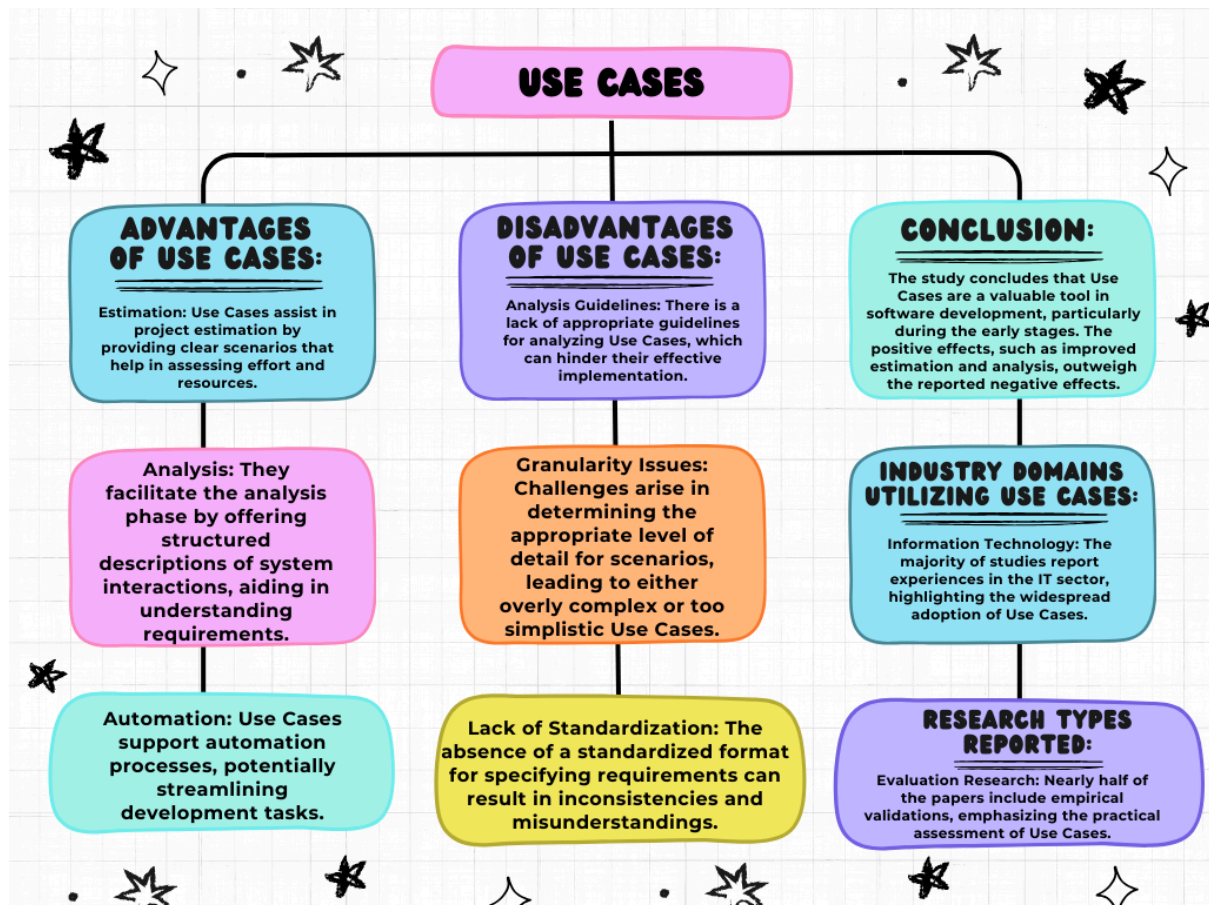 USE CASES
ADVANTAGES
OF USE CASES:
Estimation: Use Cases assist in
project estimation by
providing clear scenarios that
help in assessing effort and
resources.
Analysis: They
facilitate the analysis
phase by offering
structured
descriptions of system
interactions, aiding in
understanding
requirements.
Automation: Use Cases
support automation
processes, potentially
streamlining
development tasks.
DISADVANTAGES
OF USE CASES:
Analysis Guidelines: There is a
lack of appropriate guidelines
for analyzing Use Cases, which
can hinder their effective
implementation.
Granularity Issues:
Challenges arise in
determining the
appropriate level of
detail for scenarios,
leading to either
overly complex or too
simplistic Use Cases.
Lack of Standardization: The
absence of a standardized format
for specifying requirements can
result in inconsistencies and
misunderstandings.
CONCLUSION:
The study concludes that Use
Cases are a valuable tool in
software development, particularly
during the early stages. The
positive effects, such as improved
estimation and analysis, outweigh
the reported negative effects.
INDUSTRY DOMAINS
UTILIZING USE CASES:
Information Technology: The
majority of studies report
experiences in the IT sector,
highlighting the widespread
adoption of Use Cases.
RESEARCH TYPES
REPORTED:
Evaluation Research: Nearly half of
the papers include empirical
validations, emphasizing the practical
assessment of Use Cases.